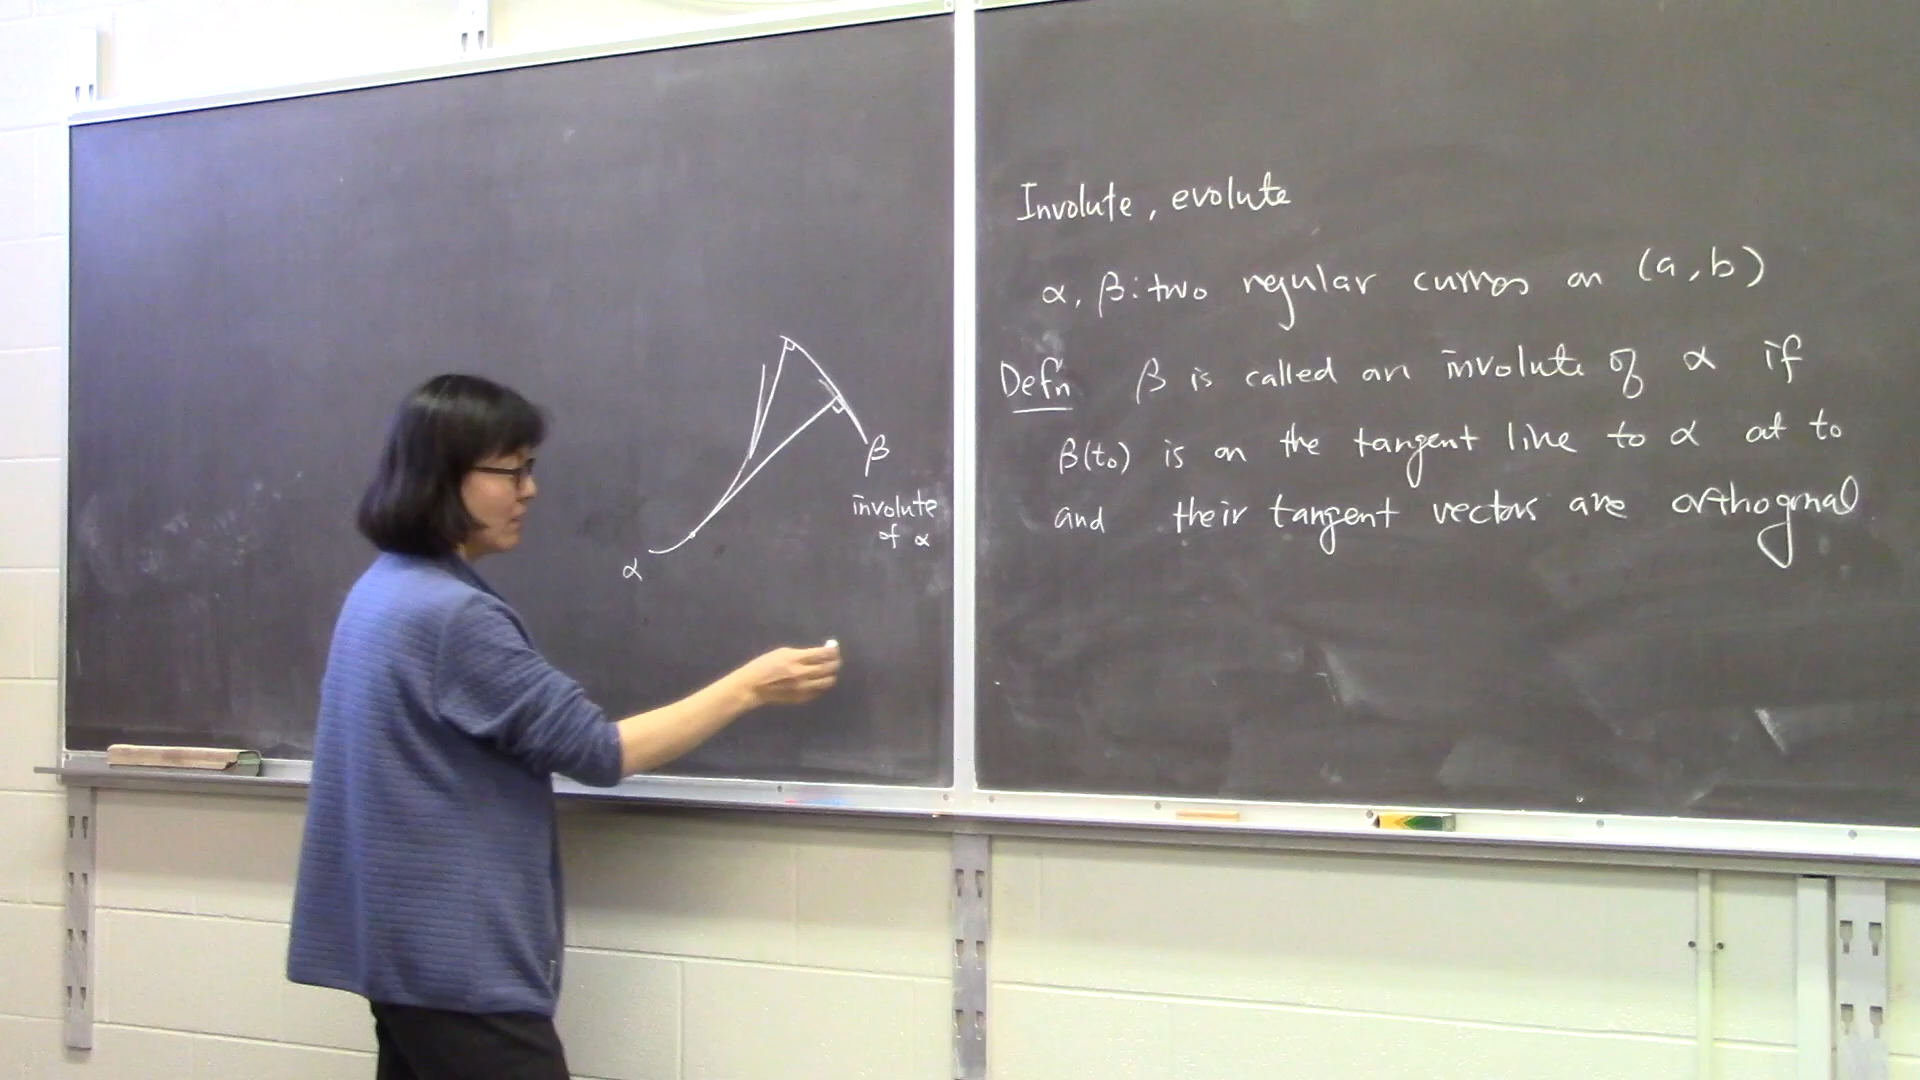 α
β
involute
of α
Involute, evolute
α, β: two regular curves on (a, b)
Defn β is called an involute of α if
β(t₀) is on the tangent line to α at t₀
and their tangent vectors are orthogonal